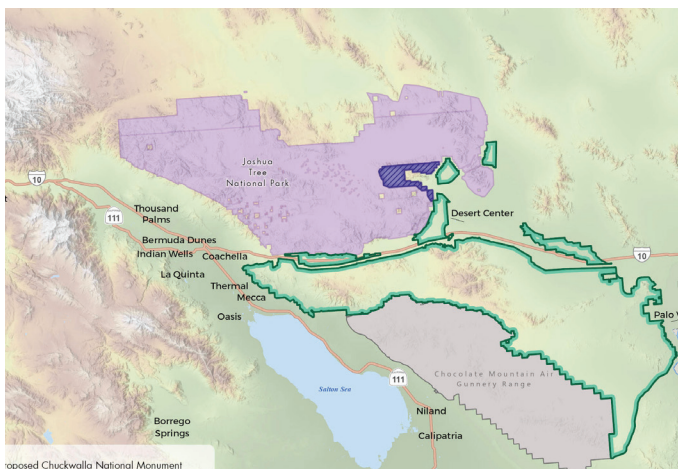 Joshua
Tree
National Park
10
Thousand
Palms
111
Desert Center
Bermuda Dunes
Indian Wells
Coachella
10
La Quinta
Thermal
Mecca
Oasis
Palo
Chocolate Mountain Air
Gunnery Range
Salton Sea
111
Niland
Borrego
Springs
Calipatria
roposed Chuckwalla National Monument